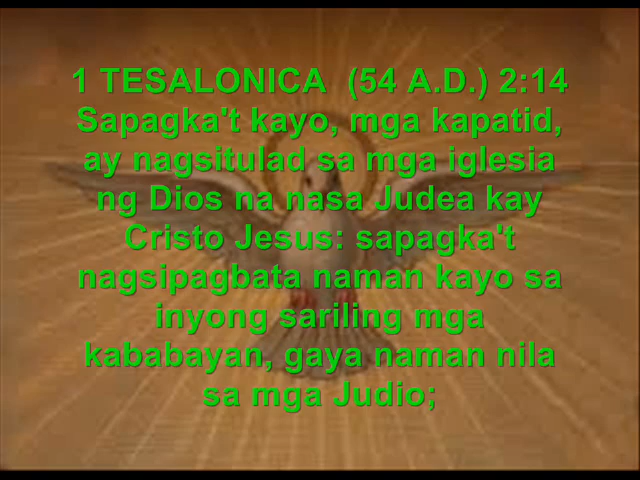 1 TESALONICA (54 A.D.) 2:14
Sapagka't kayo, mga kapatid,
ay nagsitulad sa mga iglesia
ng Dios na nasa Judea kay
Cristo Jesus: sapagka't
nagsipagbata naman kayo sa
inyong sariling mga
kababayan, gaya naman nila
sa mga Judio;